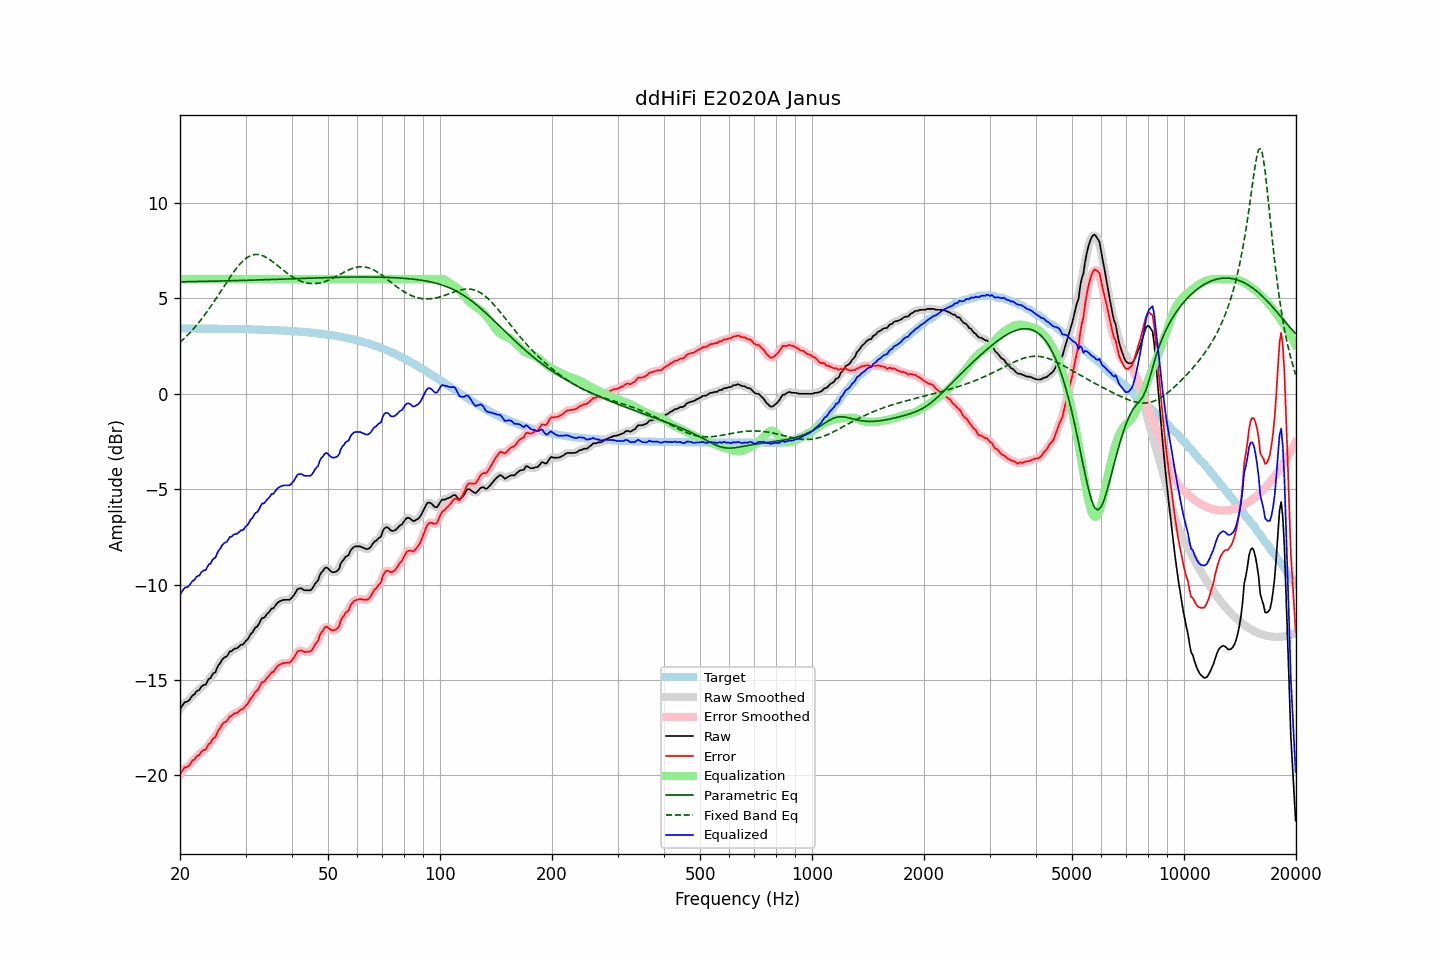 ddHiFi E2020A Janus
Amplitude (dBr)
10
5
0
−5
−10
−15
−20
Target
Raw Smoothed
Error Smoothed
Raw
Error
Equalization
Parametric Eq
Fixed Band Eq
Equalized
20 50 100 200 500 1000 2000 5000 10000 20000
Frequency (Hz)